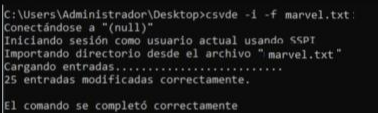 C:\Users\Administrador\Desktop>csvde -i -f marvel.txt
Conectándose a "(null)"
Iniciando sesión como usuario actual usando SSPI
Importando directorio desde el archivo "marvel.txt"
Cargando entradas..........................
25 entradas modificadas correctamente.
El comando se completó correctamente